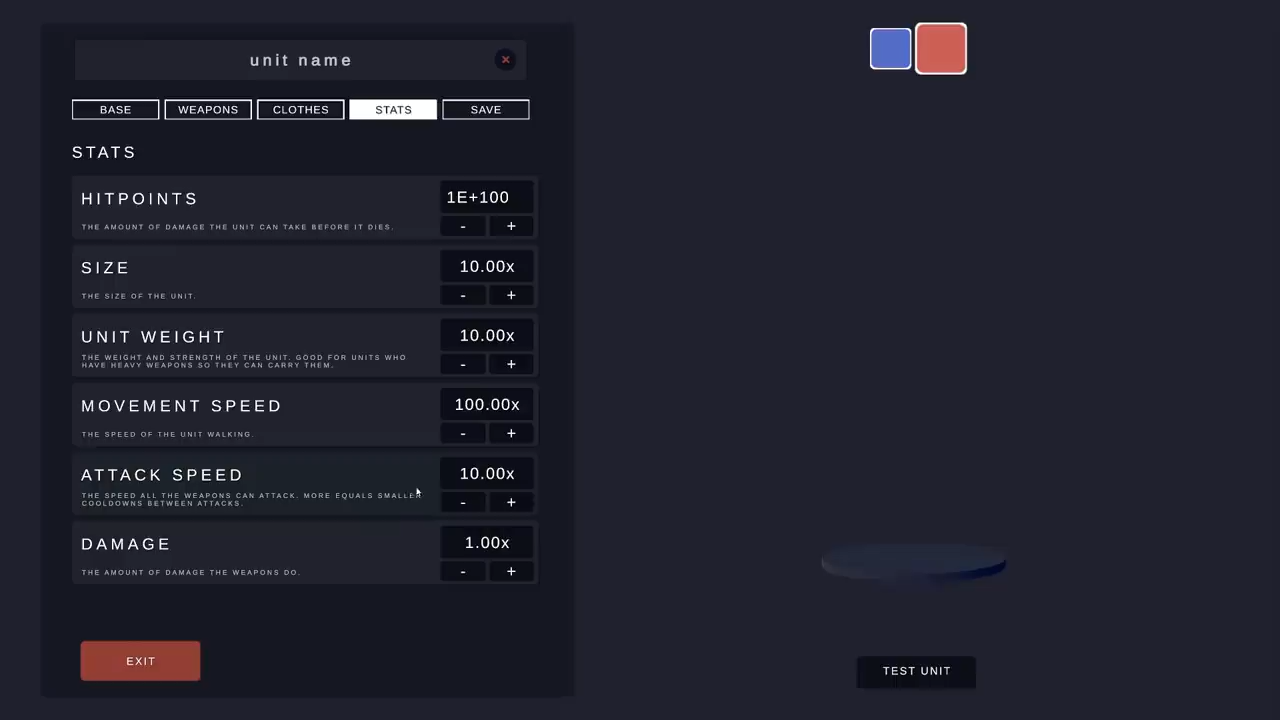 unit name
BASE WEAPONS CLOTHES STATS SAVE
STATS
HITPOINTS 1E+100
THE AMOUNT OF DAMAGE THE UNIT CAN TAKE BEFORE IT DIES. - +
SIZE 10.00x
THE SIZE OF THE UNIT. - +
UNIT WEIGHT 10.00x
THE WEIGHT AND STRENGTH OF THE UNIT. GOOD FOR UNITS WHO
HAVE HEAVY WEAPONS SO THEY CAN CARRY THEM. - +
MOVEMENT SPEED 100.00x
THE SPEED OF THE UNIT WALKING. - +
ATTACK SPEED 10.00x
THE SPEED ALL THE WEAPONS CAN ATTACK. MORE EQUALS SMALLER
COOLDOWNS BETWEEN ATTACKS. - +
DAMAGE 1.00x
THE AMOUNT OF DAMAGE THE WEAPONS DO. - +
EXIT
TEST UNIT